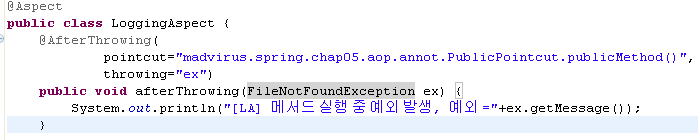 @Aspect
public class LoggingAspect {
@AfterThrowing(
pointcut="madvirus.spring.chap05.aop.annot.PublicPointcut.publicMethod()",
throwing="ex")
public void afterThrowing(FileNotFoundException ex) {
System.out.println("[LA] 메서드 실행 중 예외 발생, 예외 ="+ex.getMessage());
}